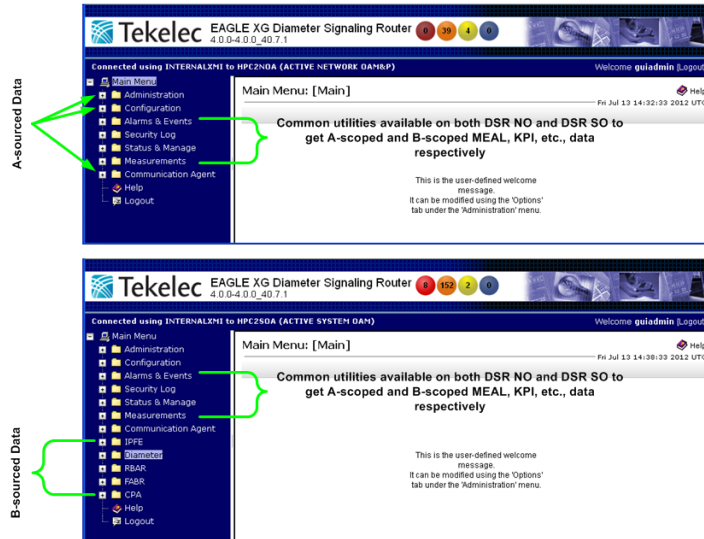 A-sourced Data
Tekelec EAGLE XG Diameter Signaling Router 0 39 4 0
4.0.0-4.0.0_40.7.1
Connected using INTERNALXMI to HPC2NOA (ACTIVE NETWORK OAM&P)
Welcome guiadmin [Logout
Main Menu
Administration
Configuration
Alarms & Events
Security Log
Status & Manage
Measurements
Communication Agent
Help
Logout
Main Menu: [Main]
Help
Fri Jul 13 14:32:33 2012 UTC
Common utilities available on both DSR NO and DSR SO to
get A-scoped and B-scoped MEAL, KPI, etc., data
respectively
This is the user-defined welcome
message.
It can be modified using the 'Options'
tab under the 'Administration' menu.
B-sourced Data
Tekelec EAGLE XG Diameter Signaling Router 8 152 2 0
4.0.0-4.0.0_40.7.1
Connected using INTERNALXMI to HPC2SOA (ACTIVE SYSTEM OAM)
Welcome guiadmin [Logout
Main Menu
Administration
Configuration
Alarms & Events
Security Log
Status & Manage
Measurements
Communication Agent
IPFE
Diameter
RBAR
FABR
CPA
Help
Logout
Main Menu: [Main]
Help
Fri Jul 13 14:38:33 2012 UTC
Common utilities available on both DSR NO and DSR SO to
get A-scoped and B-scoped MEAL, KPI, etc., data
respectively
This is the user-defined welcome
message.
It can be modified using the 'Options'
tab under the 'Administration' menu.